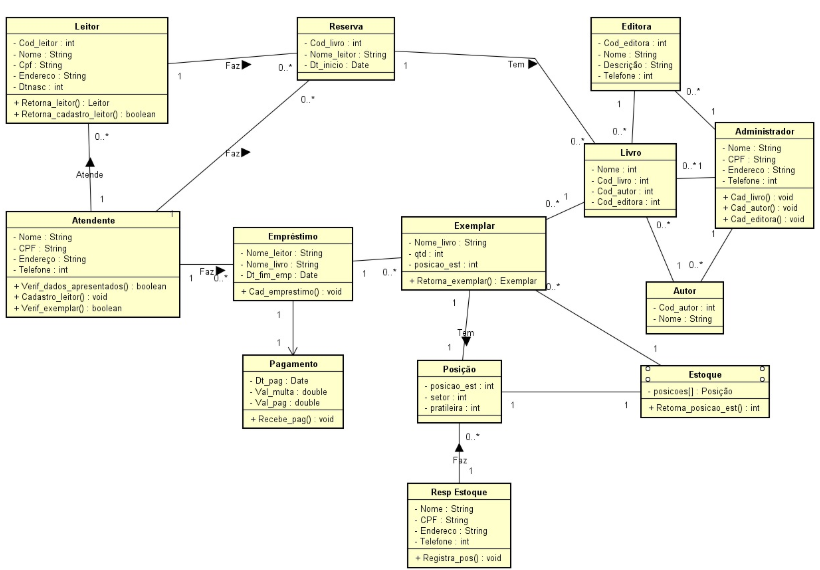 Leitor
- Cod_leitor : int
- Nome : String
- Cpf : String
- Endereco : String
- Dtnasc : int
+ Retorna_leitor() : Leitor
+ Retorna_cadastro_leitor() : boolean
1
Faz
0..*
Reserva
- Cod_livro : int
- Nome_leitor : String
- Dt_inicio : Date
1
Tem
0..*
Editora
- Cod_editora : int
- Nome : String
- Descrição : String
- Telefone : int
0..*
1
1
0..*
Administrador
- Nome : String
- CPF : String
- Endereco : String
- Telefone : int
+ Cad_livro() : void
+ Cad_autor() : void
+ Cad_editora() : void
Livro
- Nome : int
- Cod_livro : int
- Cod_autor : int
- Cod_editora : int
0..*
1
0..*
Atende
1
0..*
Faz
1
Atendente
- Nome : String
- CPF : String
- Endereço : String
- Telefone : int
+ Verif_dados_apresentados() : boolean
+ Cadastro_leitor() : void
+ Verif_exemplar() : boolean
1
Faz
0..*
Empréstimo
- Nome_leitor : String
- Nome_livro : String
- Dt_fim_emp : Date
+ Cad_emprestimo() : void
1
0..*
Exemplar
- Nome_livro : String
- qtd : int
- posicao_est : int
+ Retorna_exemplar() : Exemplar
0..*
1
0..*
1
1
0..*
Autor
- Cod_autor : int
- Nome : String
1
1
Pagamento
- Dt_pag : Date
- Val_multa : double
- Val_pag : double
+ Recebe_pag() : void
1
Tem
1
0..*
1
Posição
- posicao_est : int
- setor : int
- pratileira : int
1
1
Estoque
- posicoes[] : Posição
+ Retorna_posicao_est() : int
0..*
Faz
1
Resp Estoque
- Nome : String
- CPF : String
- Endereco : String
- Telefone : int
+ Registra_pos() : void